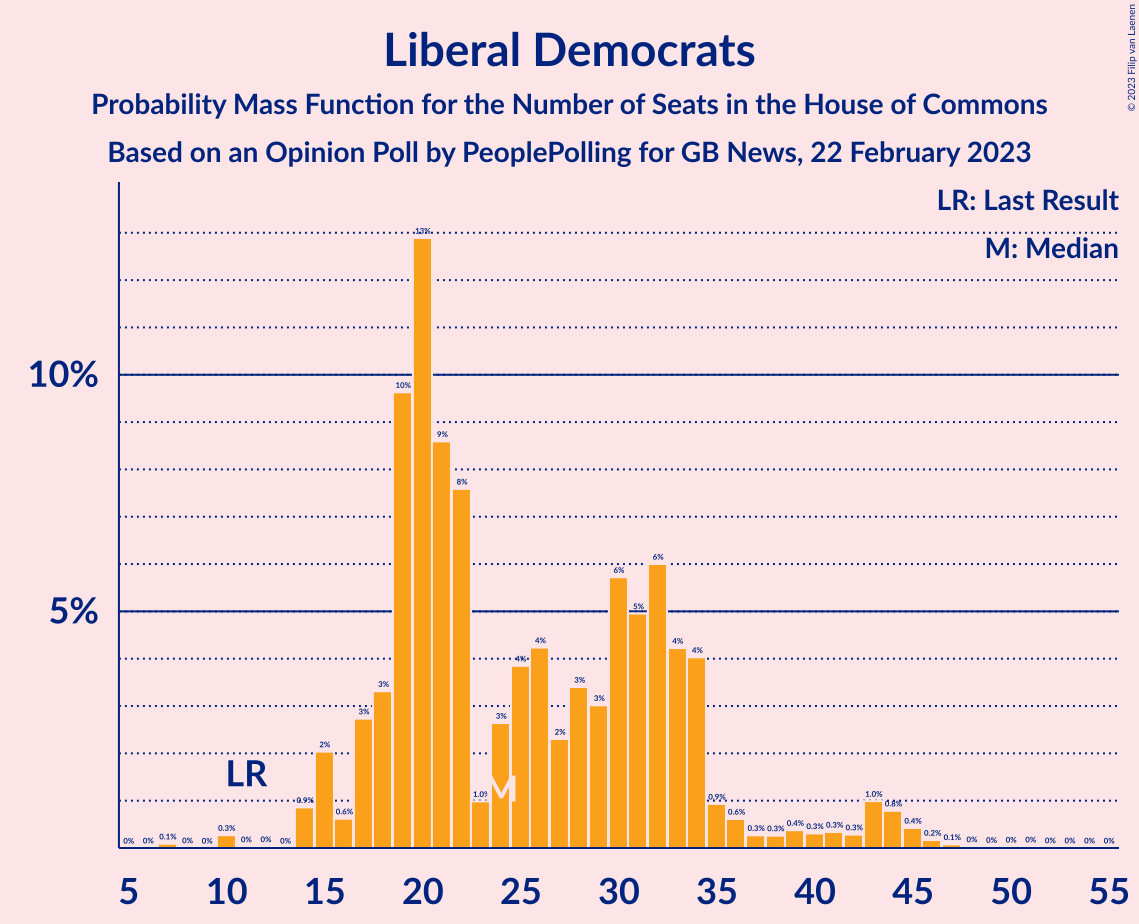 Liberal Democrats
Probability Mass Function for the Number of Seats in the House of Commons
Based on an Opinion Poll by PeoplePolling for GB News, 22 February 2023
© 2023 Filip van Laenen
LR: Last Result
M: Median
10%
5%
0% 0% 0.1% 0% 0% 0.3% 0% 0% 0% 0.9% 2% 0.6% 3% 3% 10% 13% 9% 8% 1.0% 3% 4% 4% 2% 3% 3% 6% 5% 6% 4% 4% 0.9% 0.6% 0.3% 0.3% 0.4% 0.3% 0.3% 0.3% 1.0% 0.8% 0.4% 0.2% 0.1% 0% 0% 0% 0% 0% 0% 0% 0%
LR
M
5 10 15 20 25 30 35 40 45 50 55